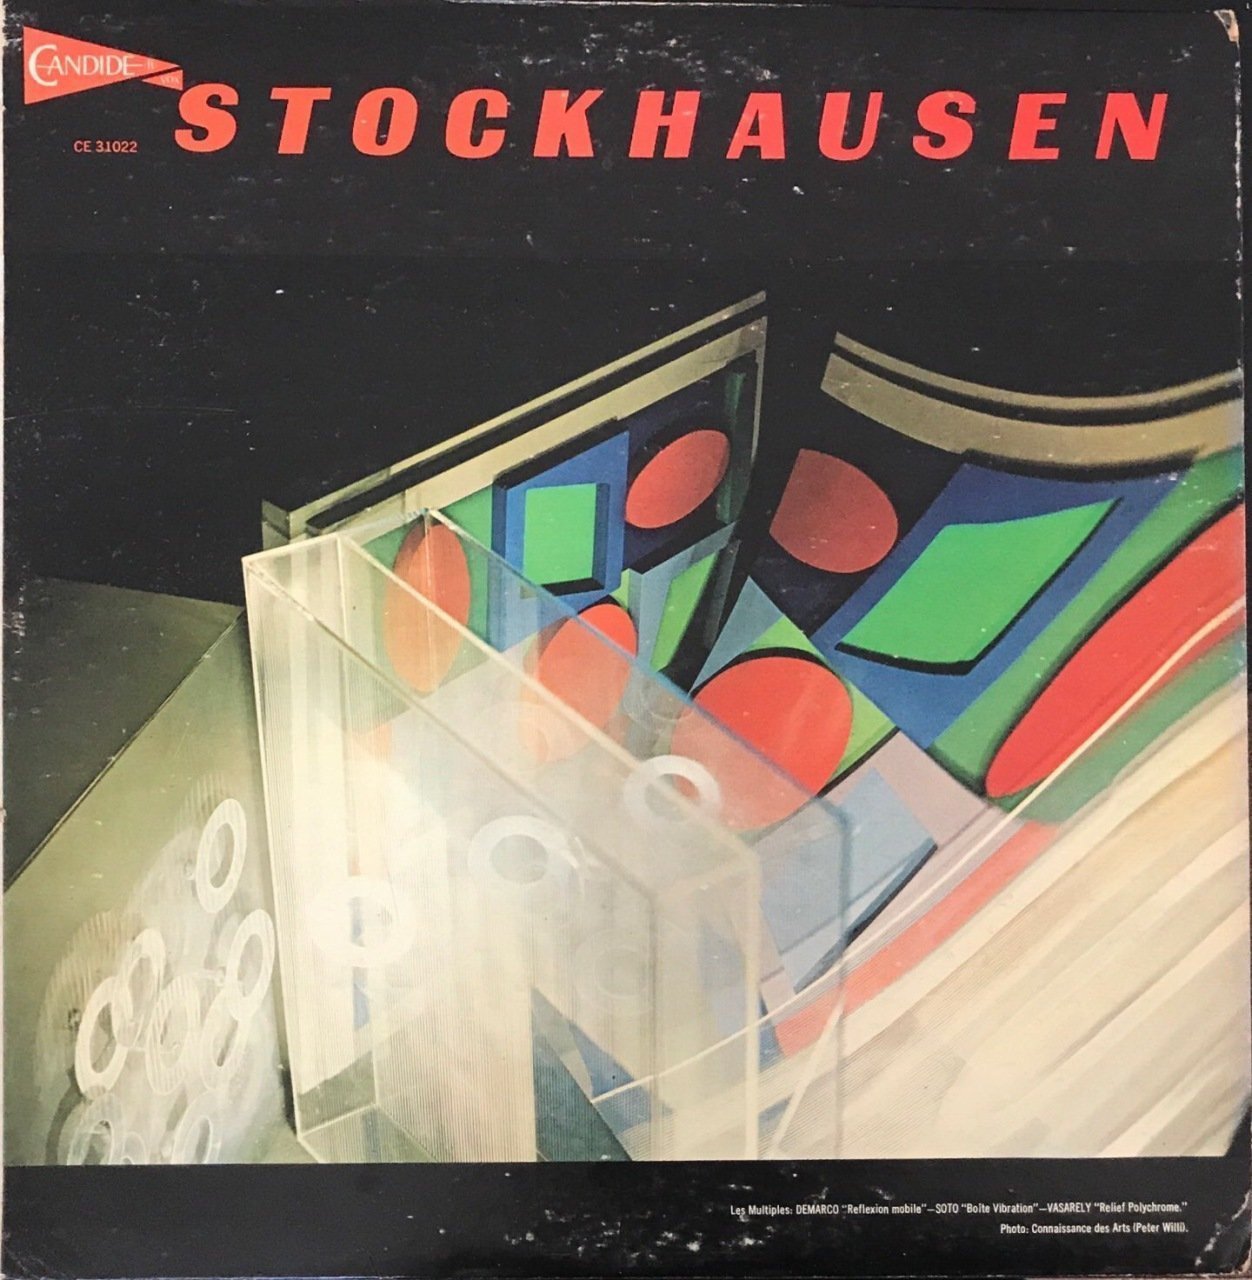 CANDIDE
VOX
STOCKHAUSEN
CE 31022
Les Multiples: DEMARCO "Reflexion mobile"—SOTO "Boîte Vibration"—VASARELY "Relief Polychrome."
Photo: Connaissance des Arts (Peter Willi).